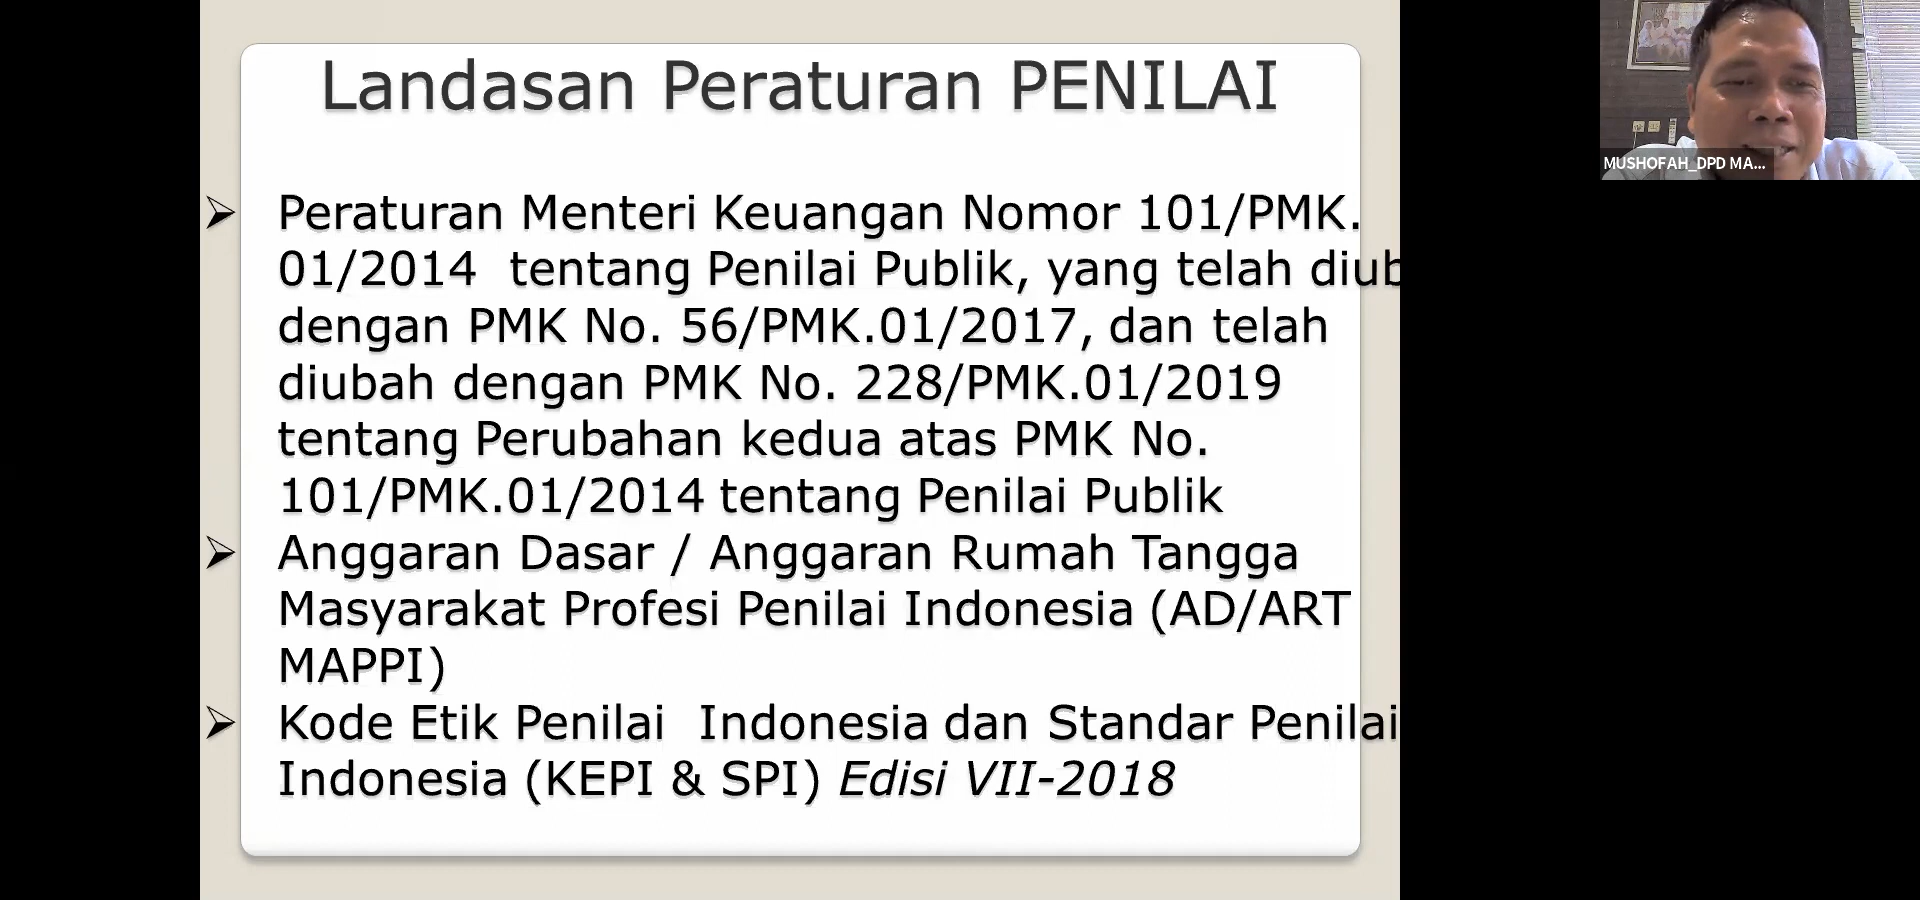 Landasan Peraturan PENILAI
➢ Peraturan Menteri Keuangan Nomor 101/PMK.
01/2014 tentang Penilai Publik, yang telah diub
dengan PMK No. 56/PMK.01/2017, dan telah
diubah dengan PMK No. 228/PMK.01/2019
tentang Perubahan kedua atas PMK No.
101/PMK.01/2014 tentang Penilai Publik
➢ Anggaran Dasar / Anggaran Rumah Tangga
Masyarakat Profesi Penilai Indonesia (AD/ART
MAPPI)
➢ Kode Etik Penilai Indonesia dan Standar Penilai
Indonesia (KEPI & SPI) Edisi VII-2018
MUSHOFAH_DPD MA...